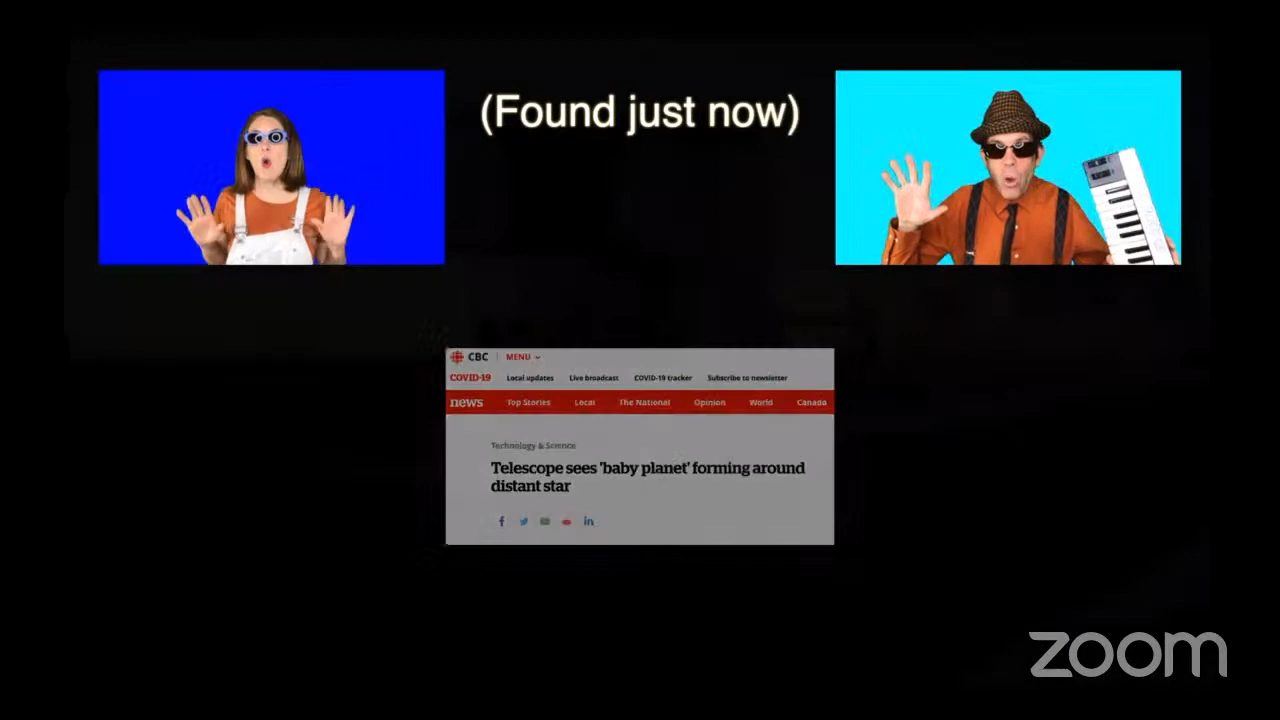 (Found just now)
CBC MENU
COVID-19 Local updates Live broadcast COVID-19 tracker Subscribe to newsletter
news Top Stories Local The National Opinion World Canada
Technology & Science
Telescope sees 'baby planet' forming around
distant star
f in
zoom